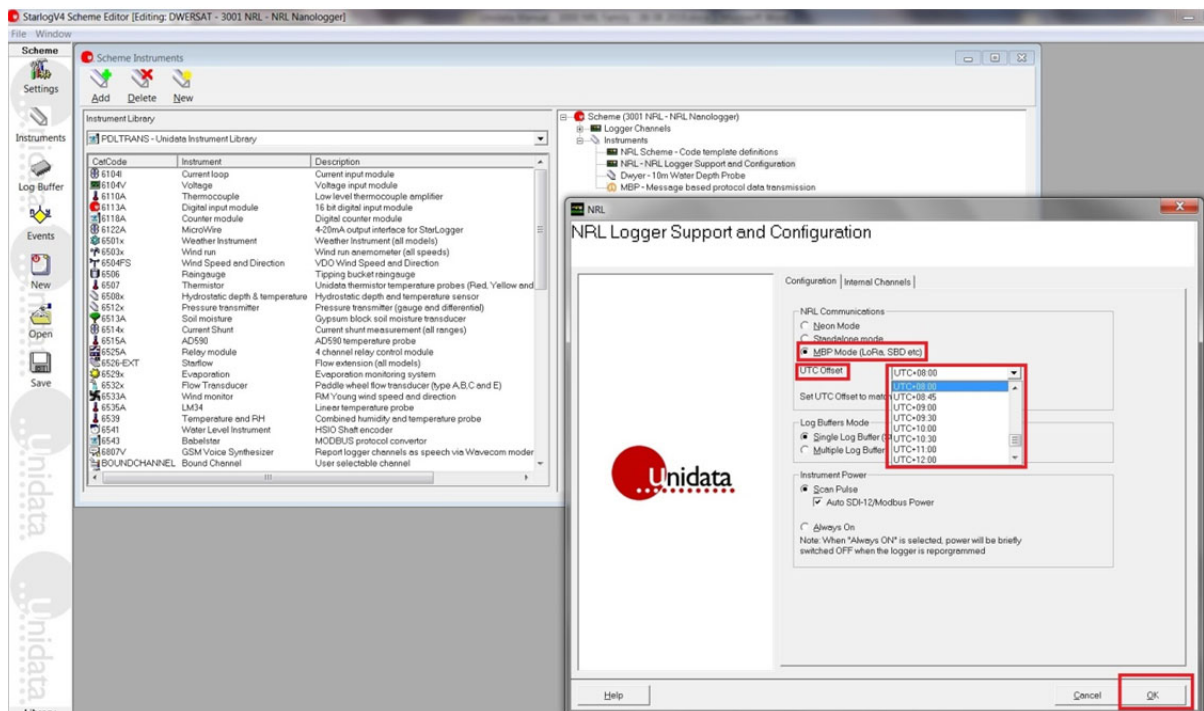 StarlogV4 Scheme Editor [Editing: DWERSAT - 3001 NRL - NRL Nanologger]
File Window
Scheme
Settings
Instruments
Log Buffer
Events
New
Open
Save
Scheme Instruments
Add Delete New
Instrument Library
PDLTRANS - Unidata Instrument Library
CatCode Instrument Description
6104I Current loop Current input module
6104V Voltage Voltage input module
6110A Thermocouple Low level thermocouple amplifier
6113A Digital input module 16 bit digital input module
6118A Counter module Digital counter module
6122A MicroWire 4-20mA output interface for StarLogger
6501x Weather Instrument Weather Instrument (all models)
6503x Wind run Wind run anemometer (all speeds)
6504FS Wind Speed and Direction VDO Wind Speed and Direction
6506 Raingauge Tipping bucket raingauge
6507 Thermistor Unidata thermistor temperature probes (Red, Yellow and
6508x Hydrostatic depth & temperature Hydrostatic depth and temperature sensor
6512x Pressure transmitter Pressure transmitter (gauge and differential)
6513A Soil moisture Gypsum block soil moisture transducer
6514x Current Shunt Current shunt measurement (all ranges)
6515A AD590 AD590 temperature probe
6525A Relay module 4 channel relay control module
6526-EXT Starflow Flow extension (all models)
6529x Evaporation Evaporation monitoring system
6532x Flow Transducer Paddle wheel flow transducer (type A,B,C and E)
6533A Wind monitor RM Young wind speed and direction
6535A LM34 Linear temperature probe
6539 Temperature and RH Combined humidity and temperature probe
6541 Water Level Instrument HSIO Shaft encoder
6543 Babelstar MODBUS protocol convertor
6807V GSM Voice Synthesizer Report logger channels as speech via Wavecom moder
BOUNDCHANNEL Bound Channel User selectable channel
Scheme (3001 NRL - NRL Nanologger)
Logger Channels
Instruments
NRL Scheme - Code template definitions
NRL - NRL Logger Support and Configuration
Dwyer - 10m Water Depth Probe
MBP - Message based protocol data transmission
NRL
NRL Logger Support and Configuration
Configuration Internal Channels
NRL Communications
Neon Mode
Standalone mode
MBP Mode (LoRa, SBD etc)
UTC Offset UTC+08:00
UTC+08:00
Set UTC Offset to match UTC+08:45
UTC+09:00
UTC+09:30
UTC+10:00
UTC+10:30
UTC+11:00
UTC+12:00
Log Buffers Mode
Single Log Buffer
Multiple Log Buffer
Instrument Power
Scan Pulse
Auto SDI-12/Modbus Power
Always On
Note: When "Always ON" is selected, power will be briefly
switched OFF when the logger is reporgrammed
Unidata
Help Cancel OK
Unidata
Unidata